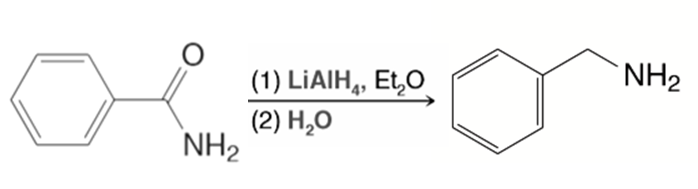 O
NH₂
(1) LiAlH₄, Et₂O
(2) H₂O
NH₂